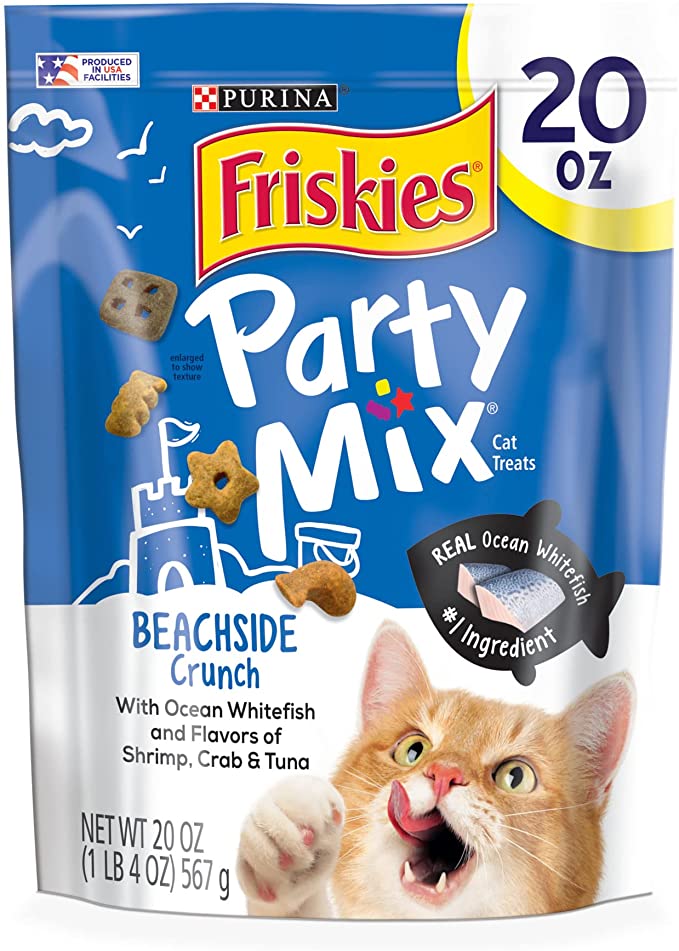 PRODUCED
IN USA
FACILITIES
PURINA®
20
OZ
Friskies®
Party
Mix®
Cat
Treats
enlarged
to show
texture
REAL Ocean Whitefish
#1 Ingredient
BEACHSIDE
Crunch
With Ocean Whitefish
and Flavors of
Shrimp, Crab & Tuna
NET WT 20 OZ
(1 LB 4 OZ) 567 g